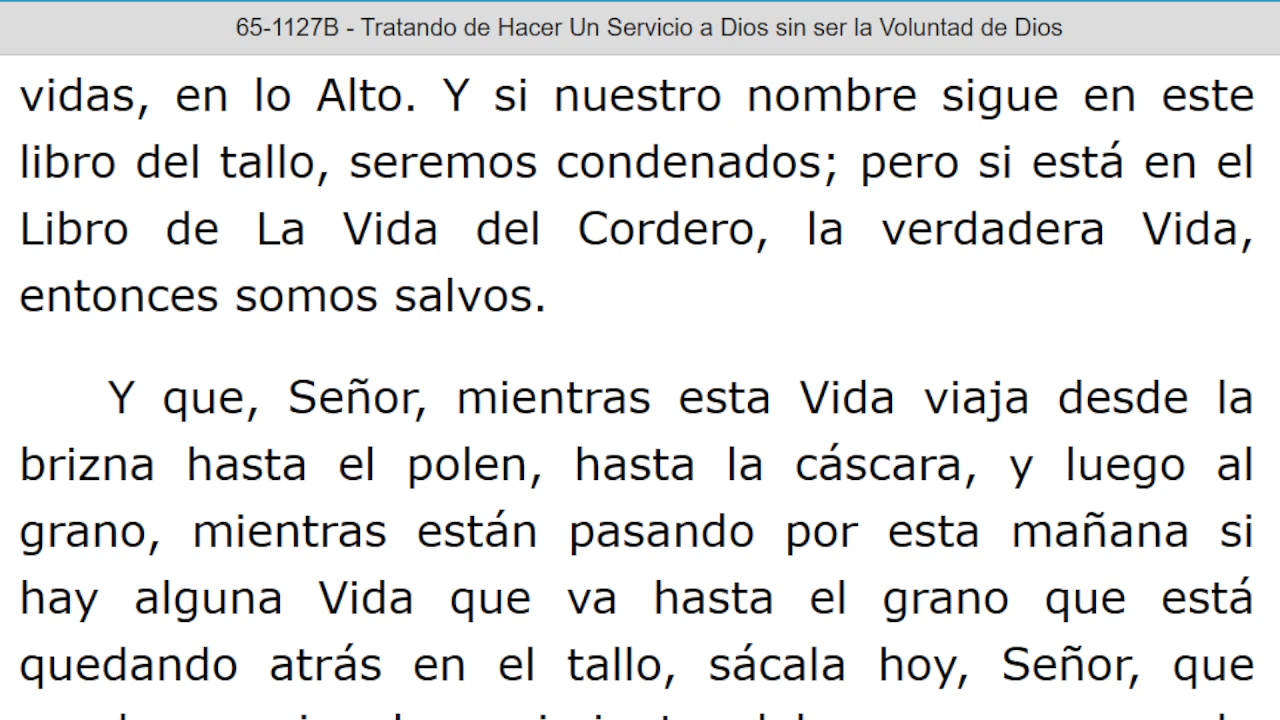 65-1127B - Tratando de Hacer Un Servicio a Dios sin ser la Voluntad de Dios
vidas, en lo Alto. Y si nuestro nombre sigue en este
libro del tallo, seremos condenados; pero si está en el
Libro de La Vida del Cordero, la verdadera Vida,
entonces somos salvos.
Y que, Señor, mientras esta Vida viaja desde la
brizna hasta el polen, hasta la cáscara, y luego al
grano, mientras están pasando por esta mañana si
hay alguna Vida que va hasta el grano que está
quedando atrás en el tallo, sácala hoy, Señor, que